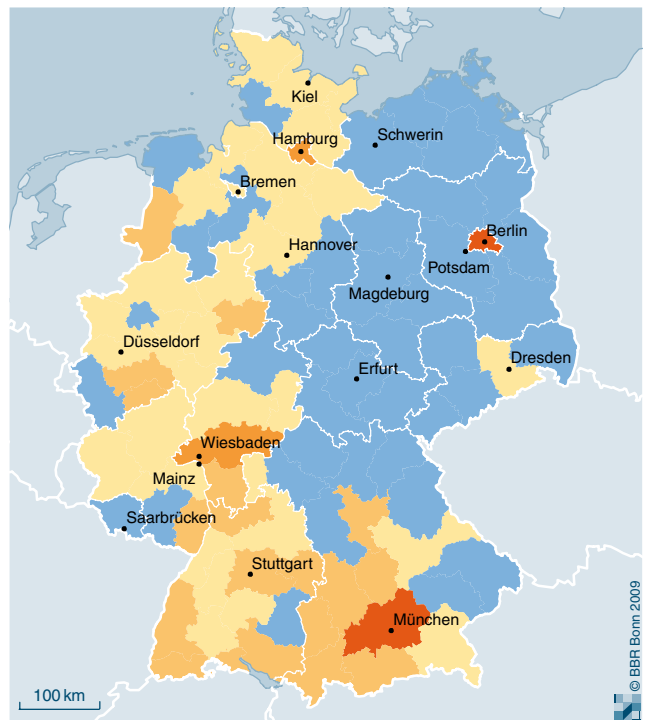 Kiel
Schwerin
Hamburg
Bremen
Berlin
Hannover
Potsdam
Magdeburg
Düsseldorf
Dresden
Erfurt
Wiesbaden
Mainz
Saarbrücken
Stuttgart
München
100 km
© BBR Bonn 2009